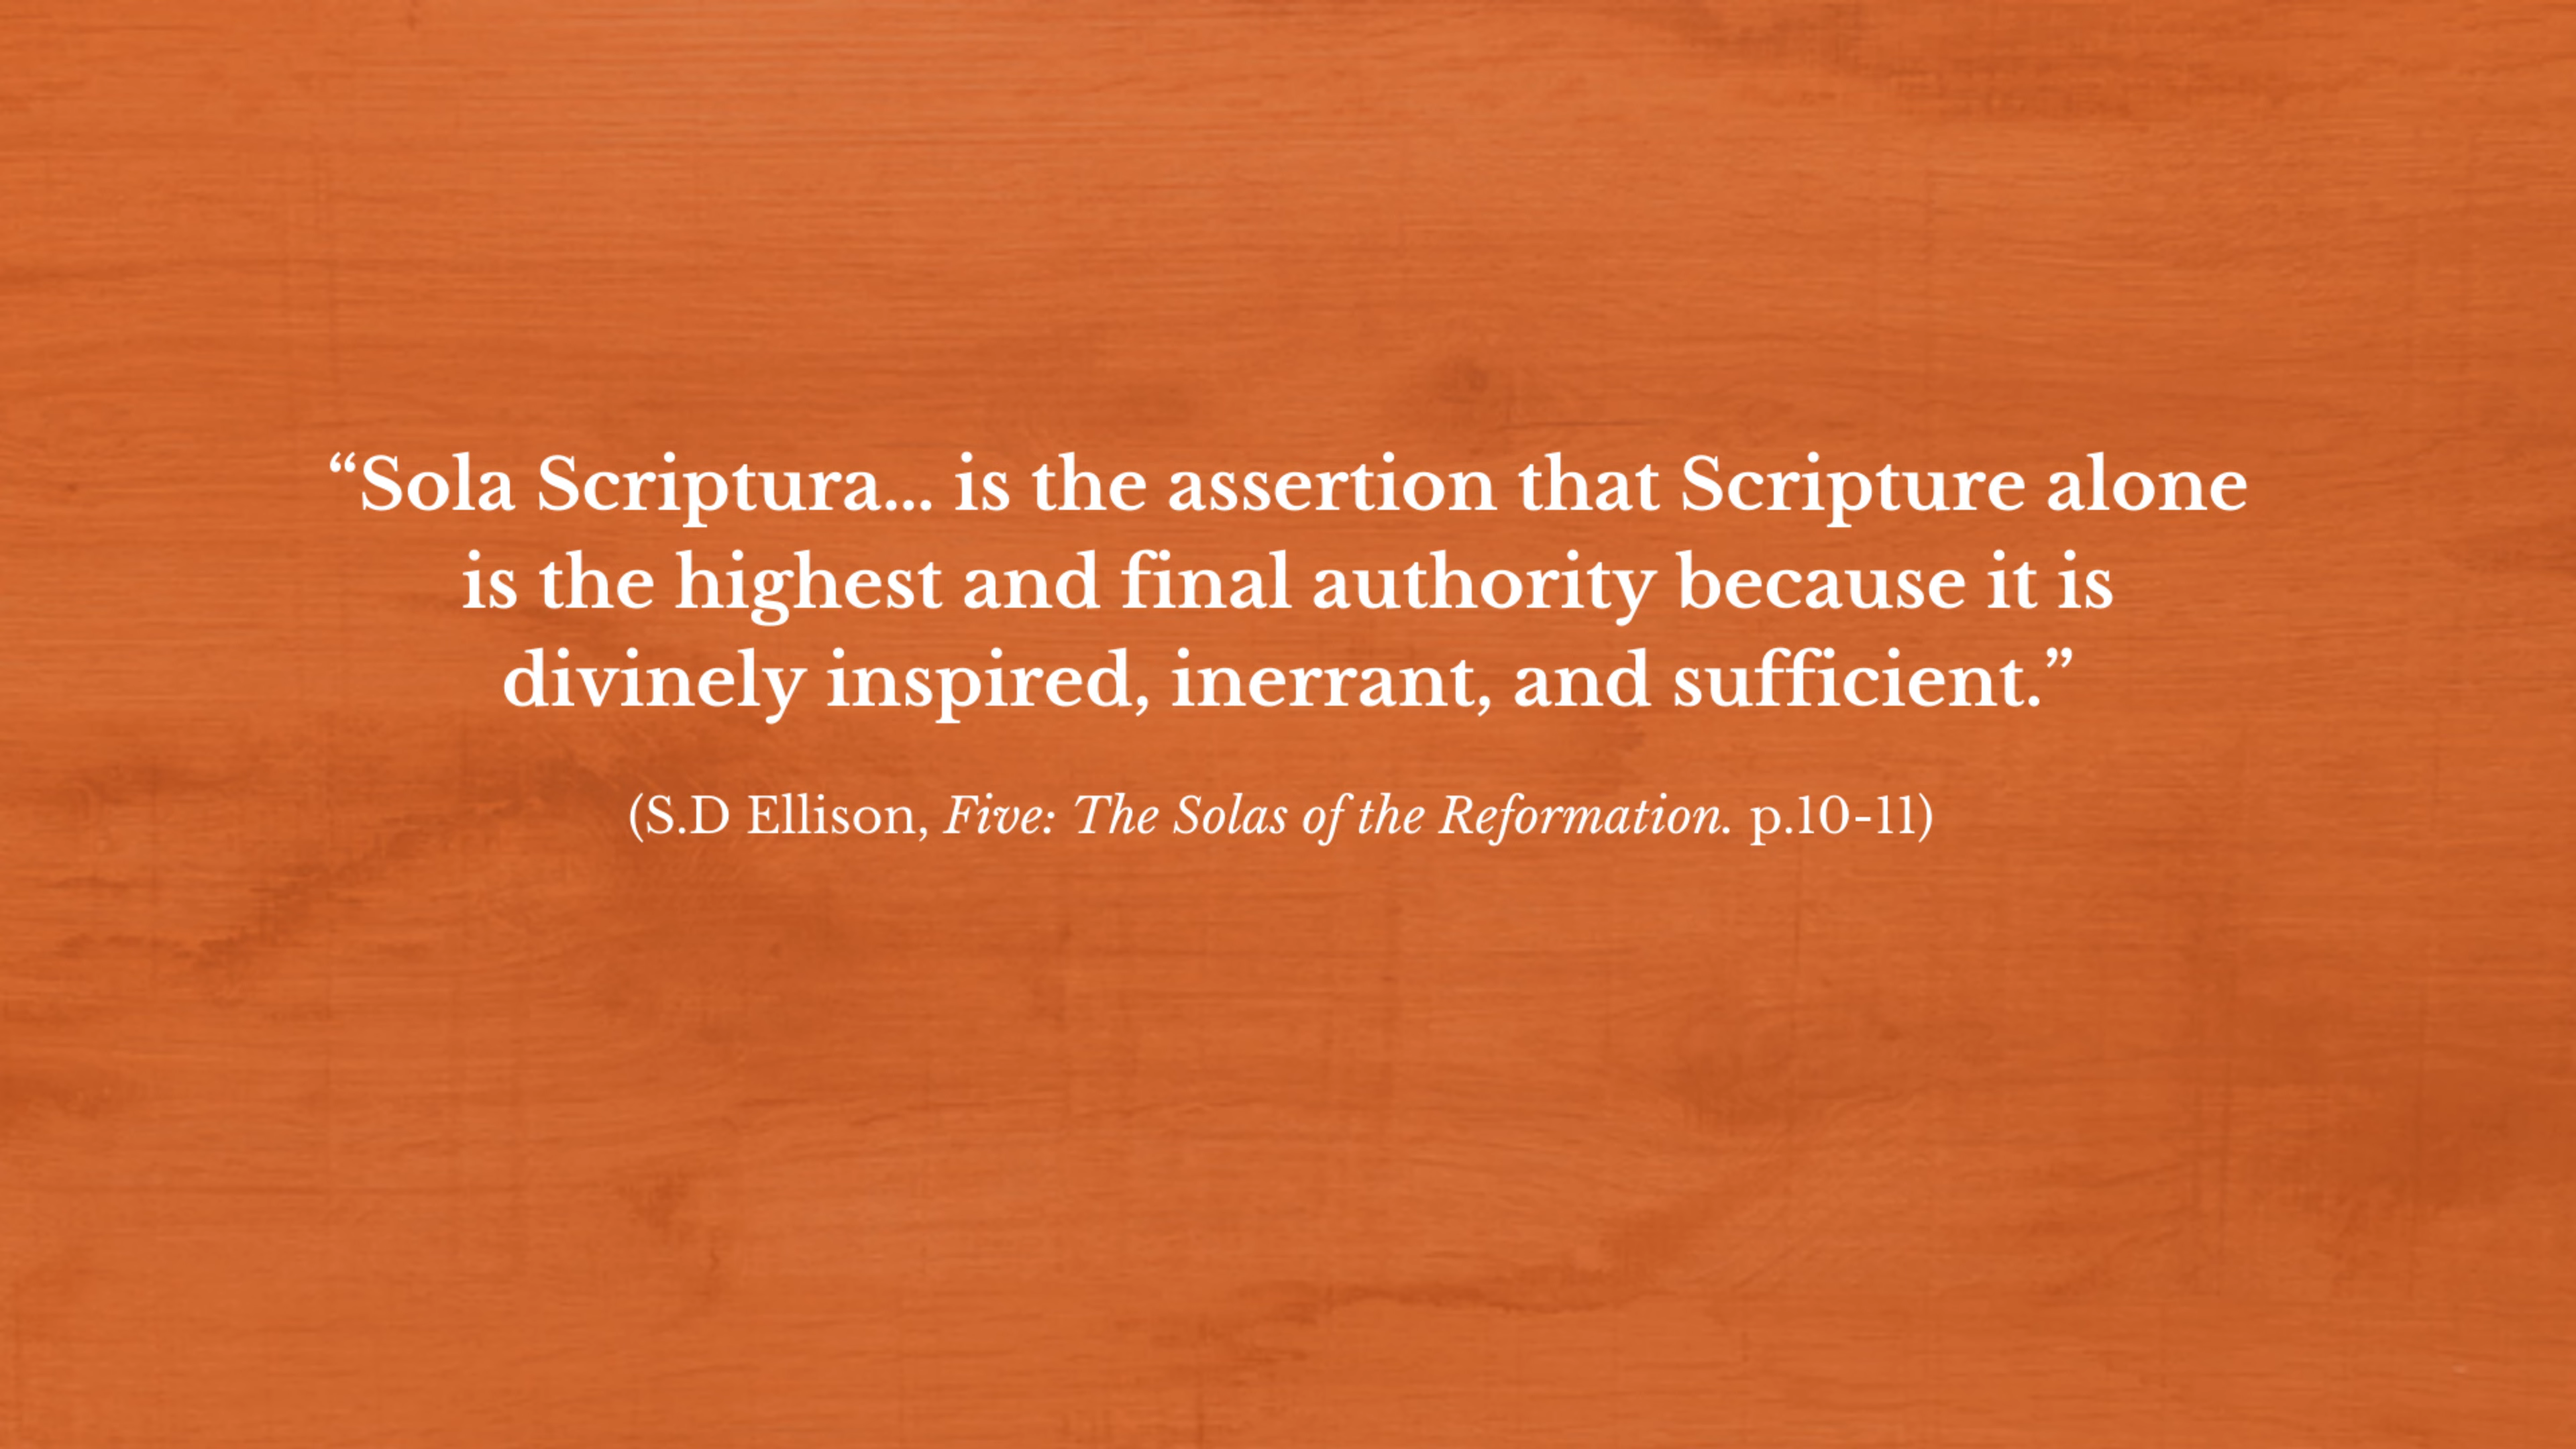 “Sola Scriptura... is the assertion that Scripture alone
is the highest and final authority because it is
divinely inspired, inerrant, and sufficient.”
(S.D Ellison, Five: The Solas of the Reformation. p.10-11)